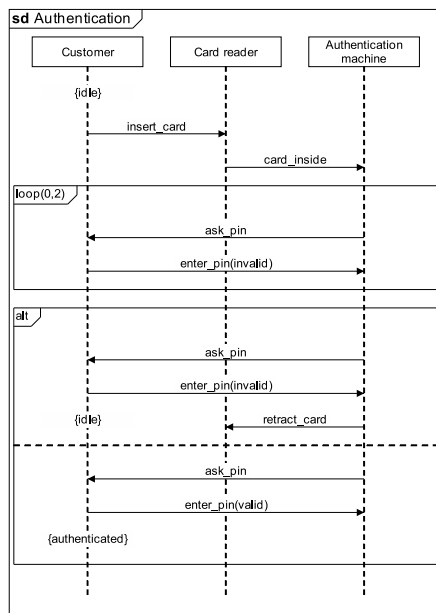 sd Authentication
Customer
Card reader
Authentication
machine
{idle}
insert_card
card_inside
loop(0,2)
ask_pin
enter_pin(invalid)
alt
ask_pin
enter_pin(invalid)
{idle}
retract_card
ask_pin
enter_pin(valid)
{authenticated}